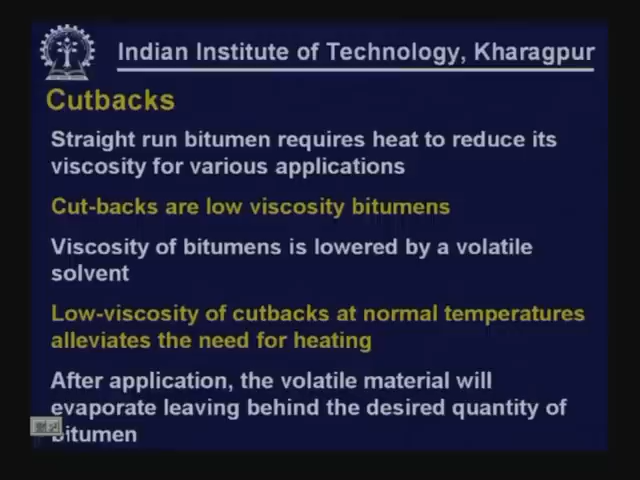 Indian Institute of Technology, Kharagpur
Cutbacks
Straight run bitumen requires heat to reduce its
viscosity for various applications
Cut-backs are low viscosity bitumens
Viscosity of bitumens is lowered by a volatile
solvent
Low-viscosity of cutbacks at normal temperatures
alleviates the need for heating
After application, the volatile material will
evaporate leaving behind the desired quantity of
bitumen